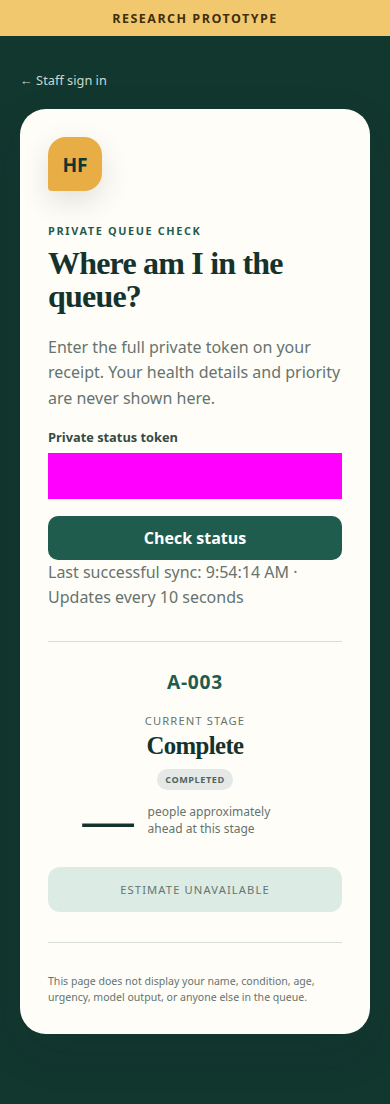 RESEARCH PROTOTYPE
← Staff sign in
HF
PRIVATE QUEUE CHECK
Where am I in the
queue?
Enter the full private token on your
receipt. Your health details and priority
are never shown here.
Private status token
Check status
Last successful sync: 9:54:14 AM ·
Updates every 10 seconds
A-003
CURRENT STAGE
Complete
COMPLETED
— people approximately
ahead at this stage
ESTIMATE UNAVAILABLE
This page does not display your name, condition, age,
urgency, model output, or anyone else in the queue.